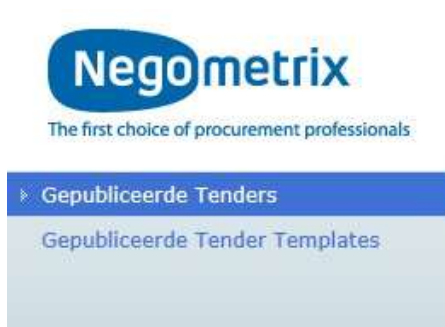 Negometrix
The first choice of procurement professionals
Gepubliceerde Tenders
Gepubliceerde Tender Templates